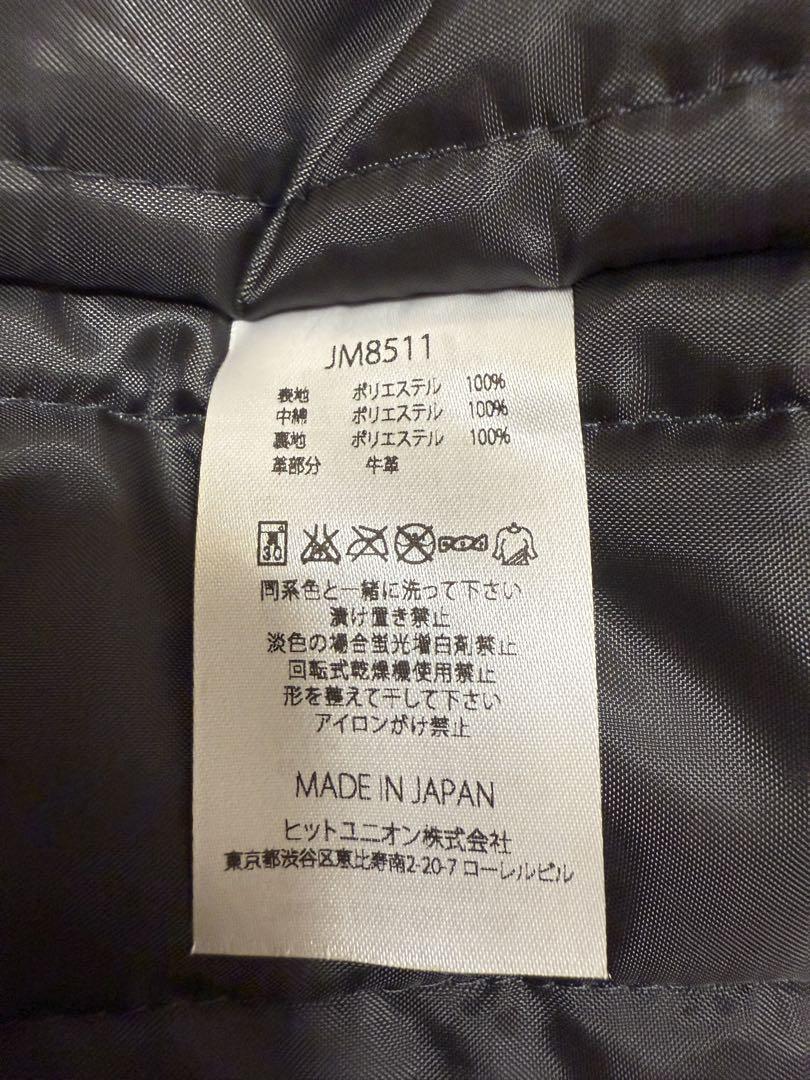 JM8511
表地 ポリエステル 100%
中綿 ポリエステル 100%
裏地 ポリエステル 100%
革部分 牛革
同系色と一緒に洗って下さい
漬け置き禁止
淡色の場合蛍光増白剤禁止
回転式乾燥機使用禁止
形を整えて干して下さい
アイロンがけ禁止
MADE IN JAPAN
ヒットユニオン株式会社
東京都渋谷区恵比寿南2-20-7 ローレルビル